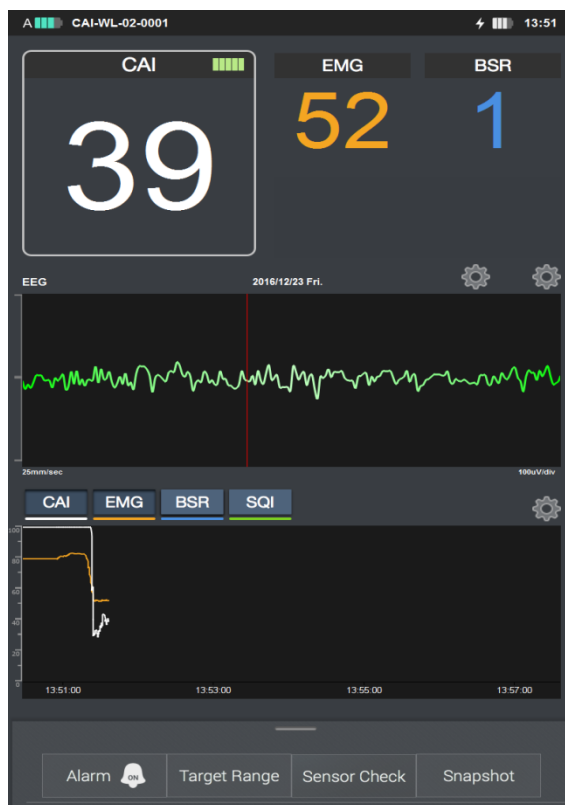 A CAI-WL-02-0001 13:51
CAI EMG BSR
39 52 1
EEG 2016/12/23 Fri.
25mm/sec 100uV/div
CAI EMG BSR SQI
100
80
60
40
20
0
13:51:00 13:53:00 13:55:00 13:57:00
Alarm ON Target Range Sensor Check Snapshot